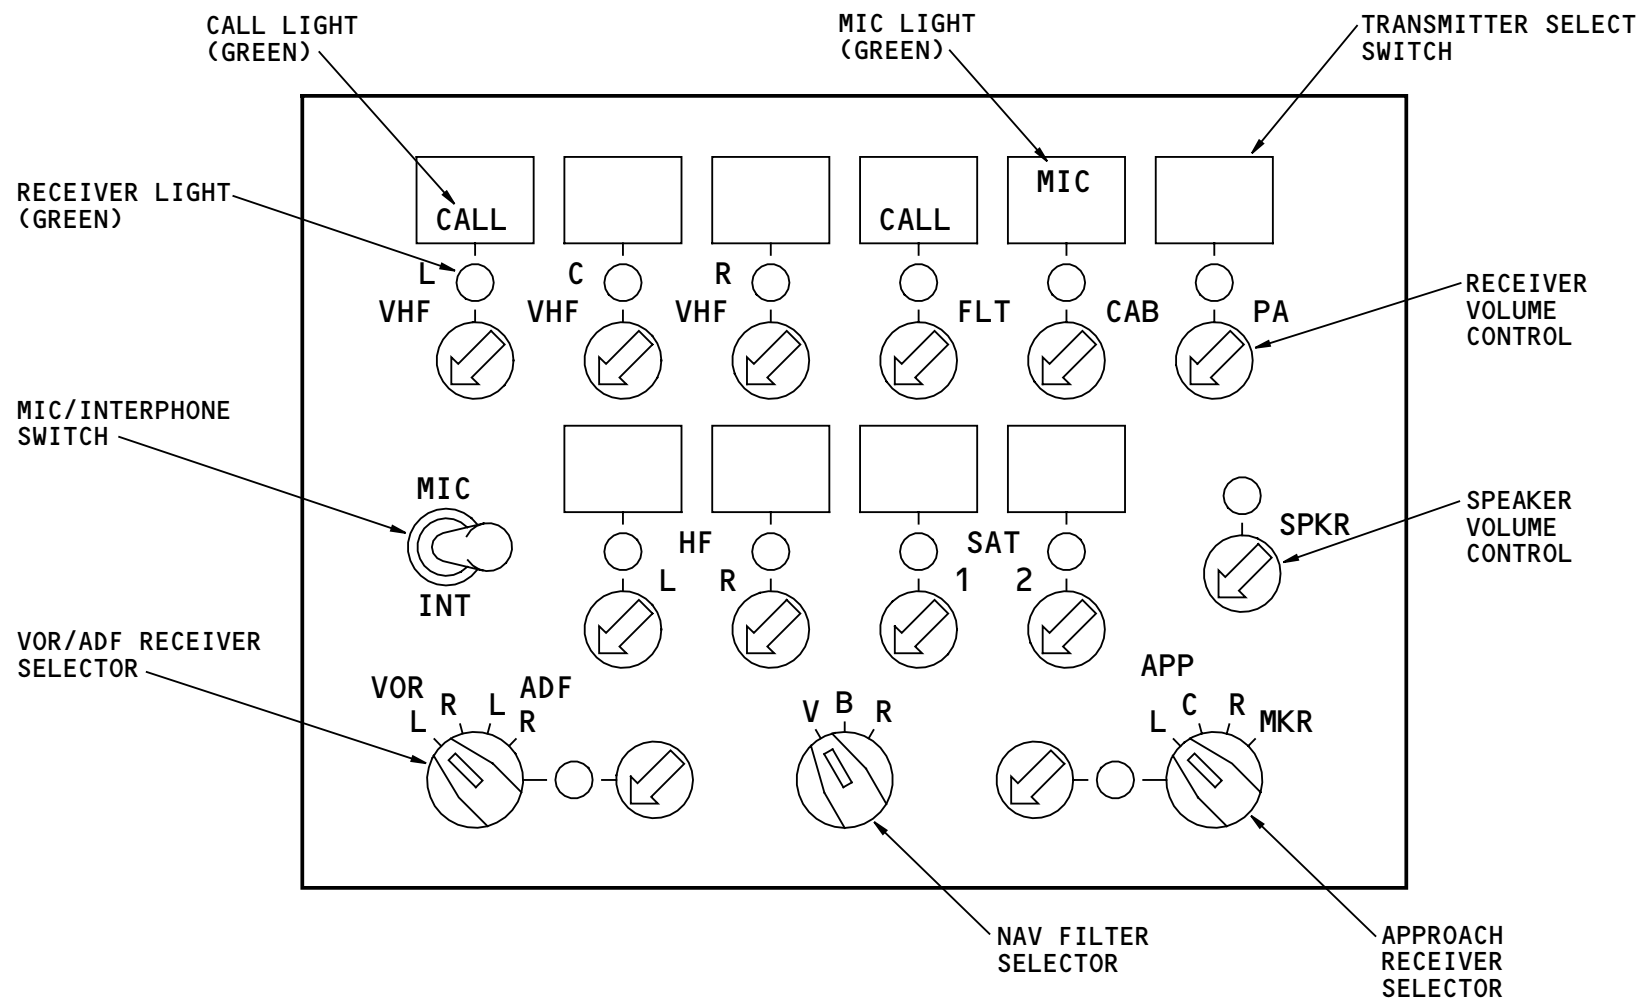 CALL LIGHT
(GREEN)
MIC LIGHT
(GREEN)
TRANSMITTER SELECT
SWITCH
RECEIVER LIGHT
(GREEN)
CALL
CALL
MIC
L
VHF
C
VHF
R
VHF
FLT
CAB
PA
RECEIVER
VOLUME
CONTROL
MIC/INTERPHONE
SWITCH
MIC
INT
HF
L
R
SAT
1
2
SPKR
SPEAKER
VOLUME
CONTROL
VOR/ADF RECEIVER
SELECTOR
VOR
L
R
L
ADF
R
V
B
R
APP
L
C
R
MKR
NAV FILTER
SELECTOR
APPROACH
RECEIVER
SELECTOR